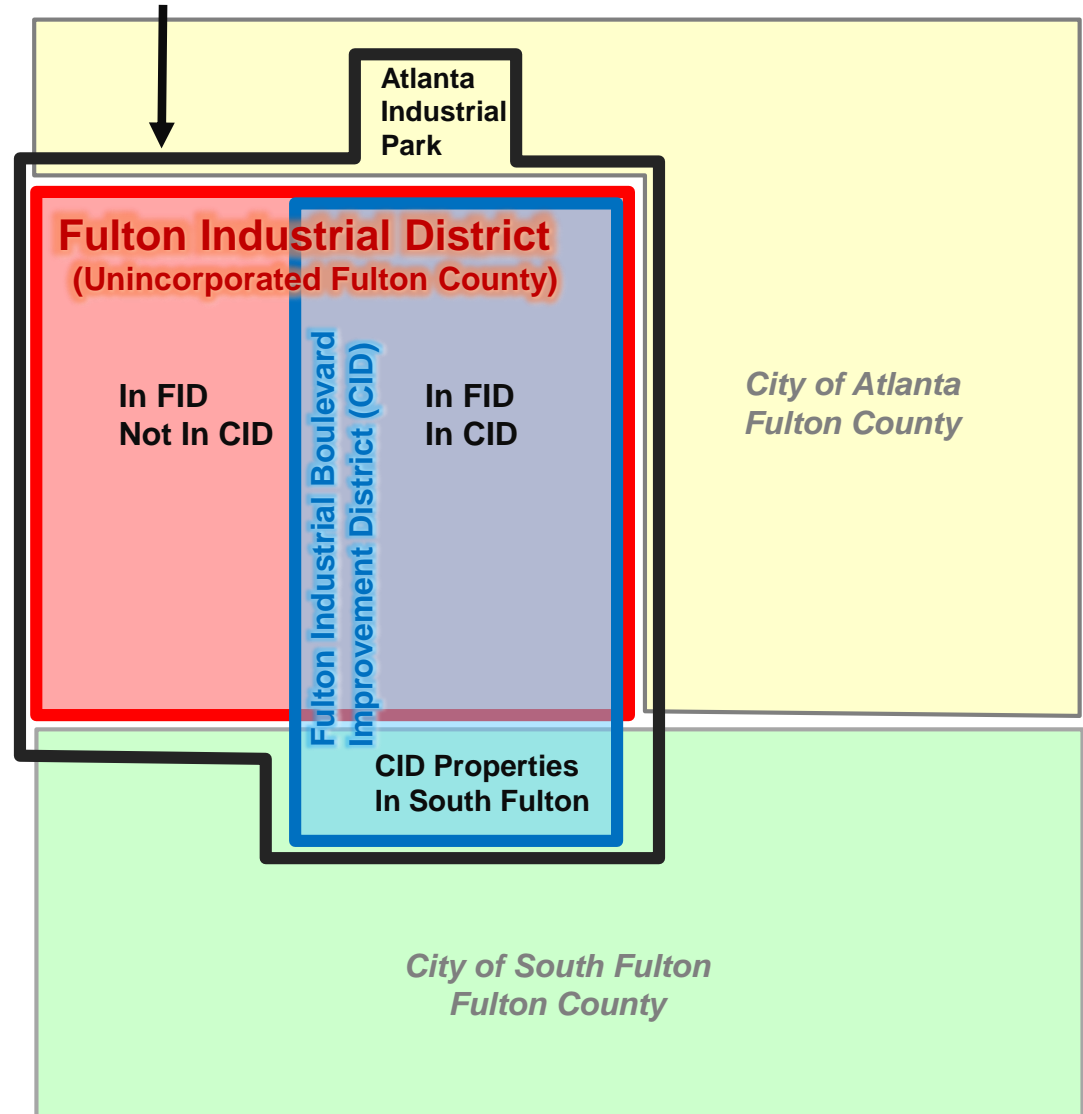 Atlanta
Industrial
Park
Fulton Industrial District
(Unincorporated Fulton County)
In FID
Not In CID
Fulton Industrial Boulevard
Improvement District (CID)
In FID
In CID
City of Atlanta
Fulton County
CID Properties
In South Fulton
City of South Fulton
Fulton County